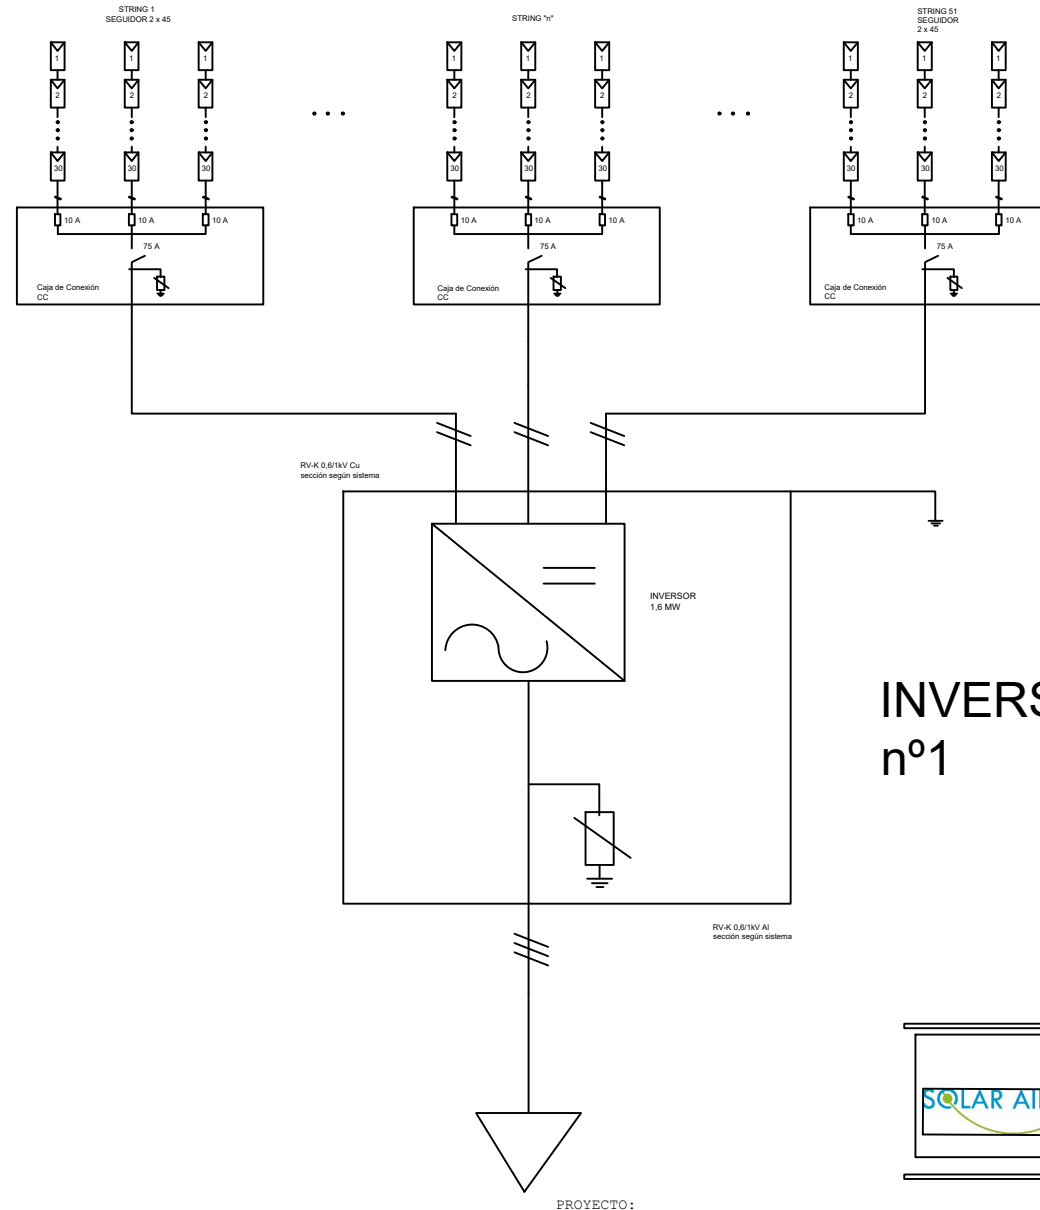 STRING 1
SEGUIDOR 2 x 45
STRING "n"
STRING 51
SEGUIDOR
2 x 45
1 1 1 1 1 1 1 1 1
2 2 2 2 2 2 2 2 2
30 30 30 30 30 30 30 30 30
10 A 10 A 10 A 10 A 10 A 10 A 10 A 10 A 10 A
75 A 75 A 75 A
Caja de Conexión
CC
Caja de Conexión
CC
Caja de Conexión
CC
RV-K 0,6/1kV Cu
sección según sistema
INVERSOR
1,6 MW
INVERS
nº1
RV-K 0,6/1kV Al
sección según sistema
SOLAR AI
PROYECTO: